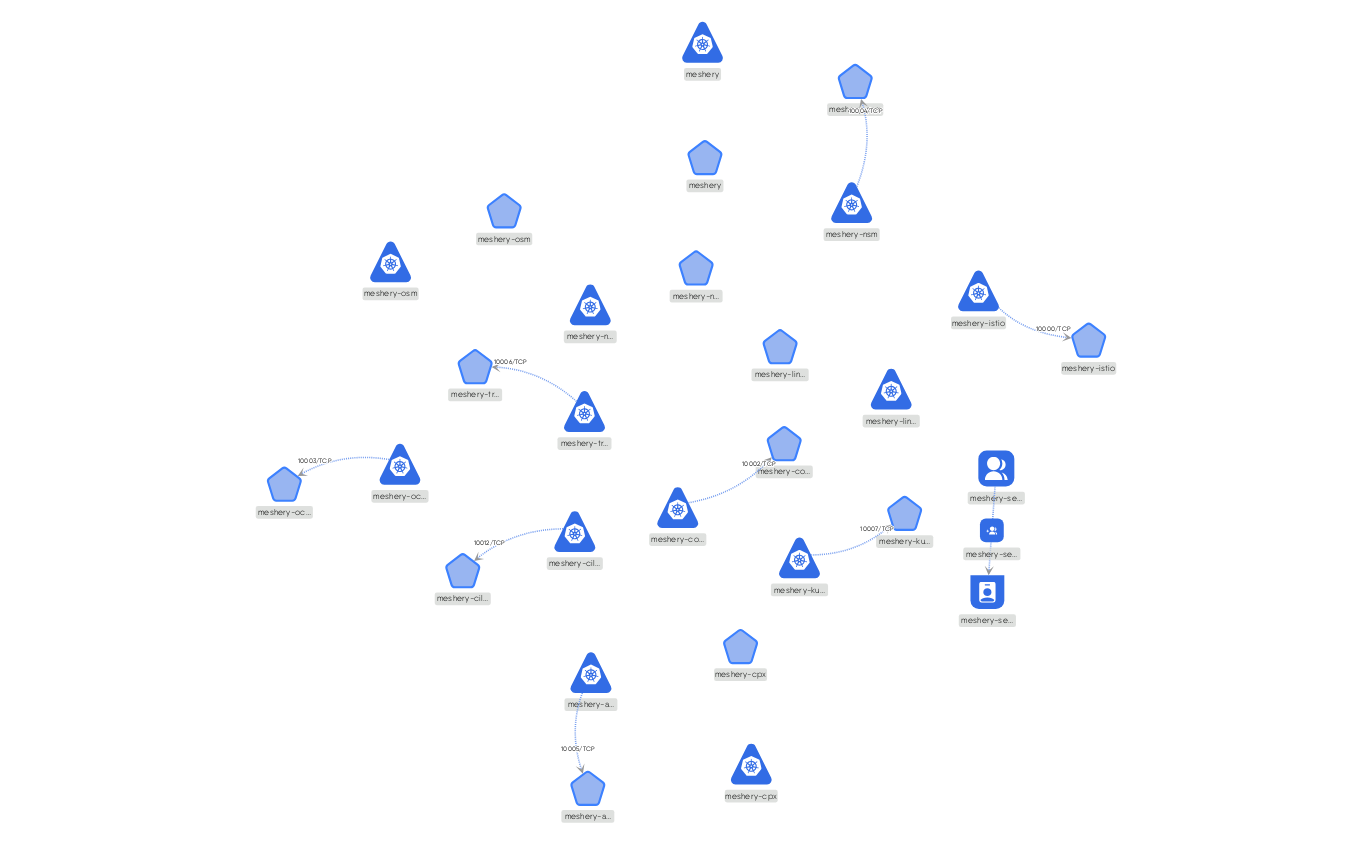 meshery
10004/TCP
meshery
meshery-nsm
meshery-osm
meshery-osm
meshery-n...
meshery-istio
10000/TCP
meshery-n...
meshery-istio
10006/TCP
meshery-lin...
meshery-tr...
meshery-lin...
meshery-tr...
10003/TCP
10002/TCP
meshery-co...
meshery-oc...
meshery-se...
meshery-oc...
10007/TCP
meshery-co...
meshery-ku...
10012/TCP
meshery-se...
meshery-cil...
meshery-ku...
meshery-cil...
meshery-se...
meshery-cpx
meshery-a...
10005/TCP
meshery-cpx
meshery-a...